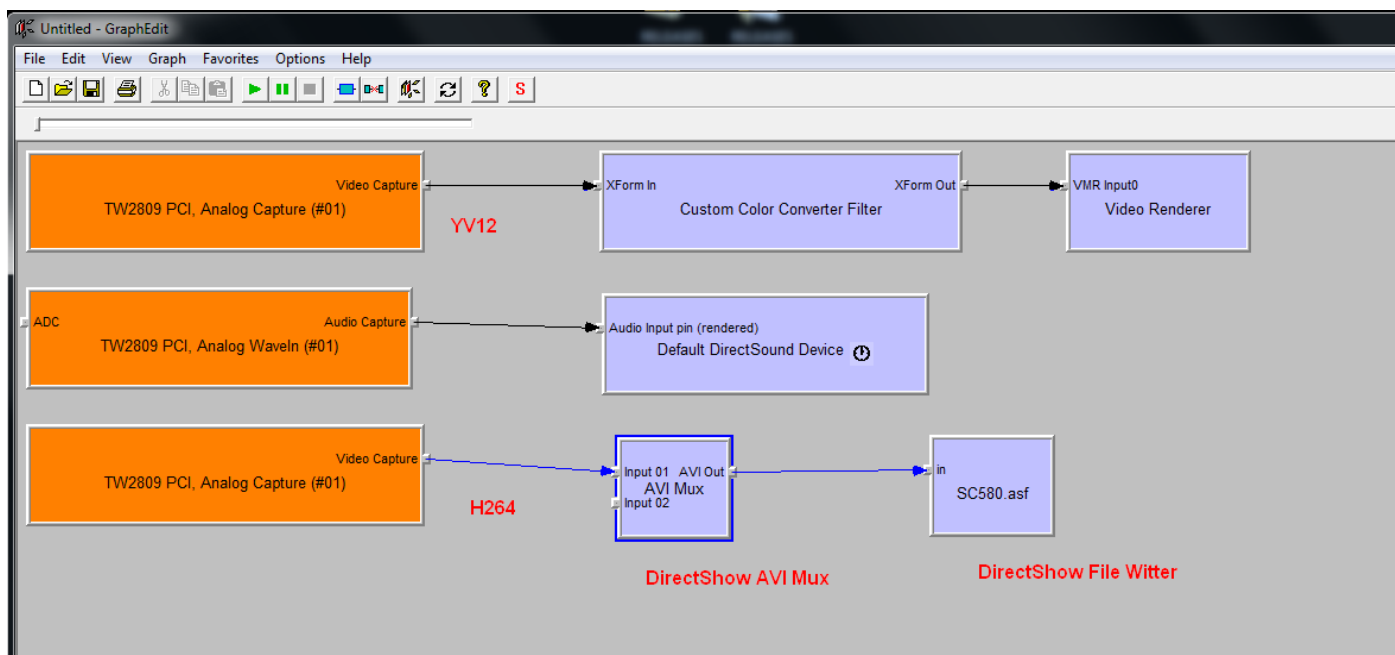 Untitled - GraphEdit
File Edit View Graph Favorites Options Help
S
Video Capture
TW2809 PCI, Analog Capture (#01)
YV12
XForm In XForm Out
Custom Color Converter Filter
VMR Input0
Video Renderer
ADC Audio Capture
TW2809 PCI, Analog WaveIn (#01)
Audio Input pin (rendered)
Default DirectSound Device
Video Capture
TW2809 PCI, Analog Capture (#01)
H264
Input 01 AVI Out
AVI Mux
Input 02
in
SC580.asf
DirectShow AVI Mux
DirectShow File Witter